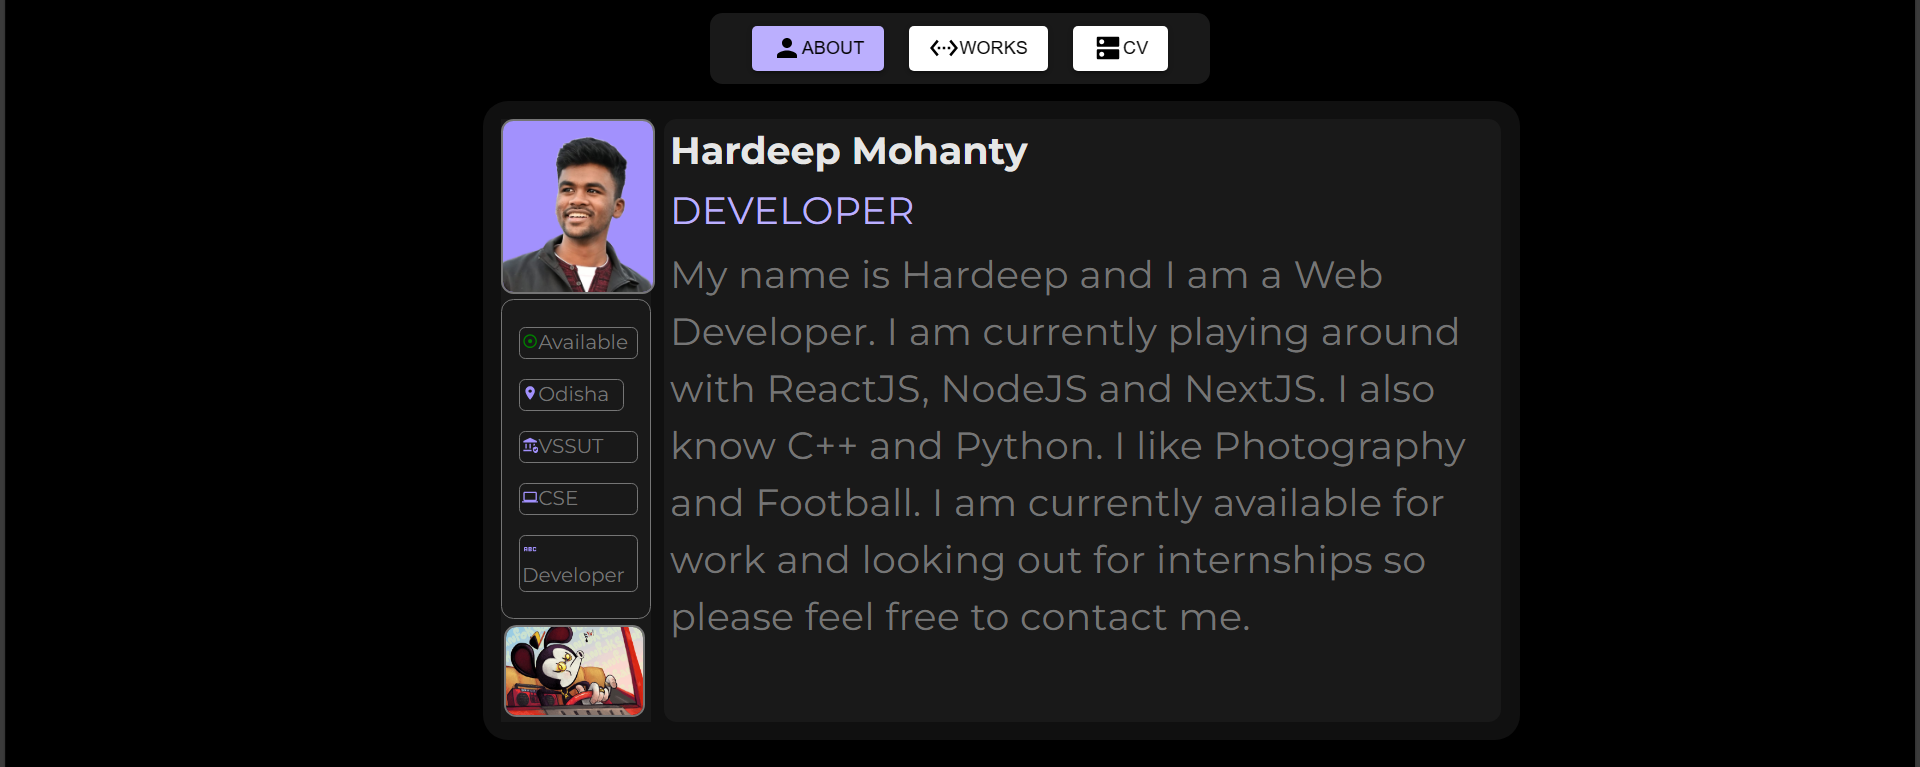 ABOUT
WORKS
CV
Hardeep Mohanty
DEVELOPER
My name is Hardeep and I am a Web
Developer. I am currently playing around
with ReactJS, NodeJS and NextJS. I also
know C++ and Python. I like Photography
and Football. I am currently available for
work and looking out for internships so
please feel free to contact me.
Available
Odisha
VSSUT
CSE
ABC
Developer